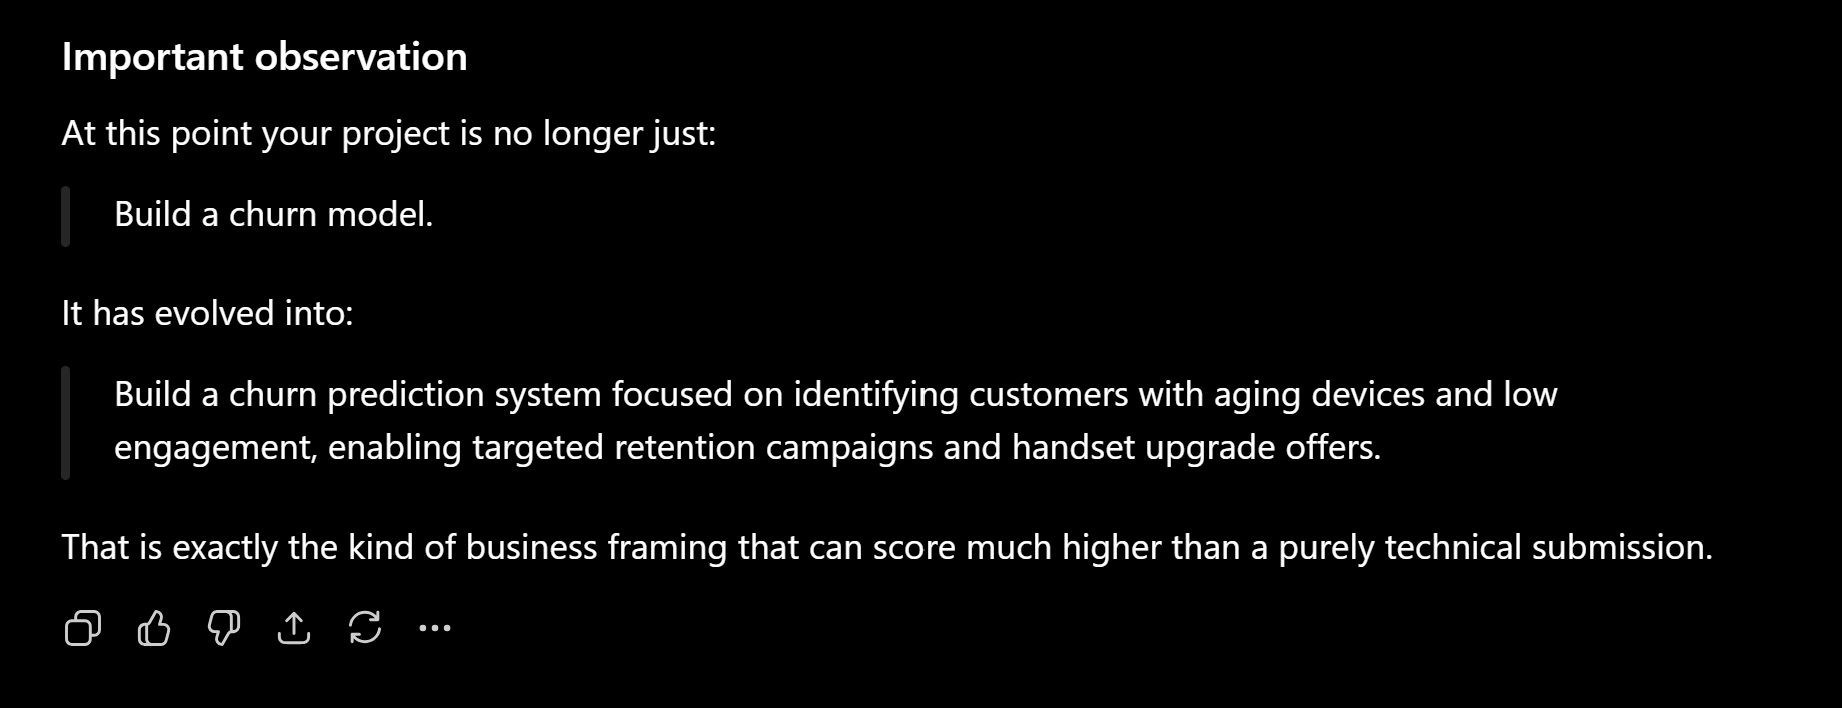 Important observation
At this point your project is no longer just:
Build a churn model.
It has evolved into:
Build a churn prediction system focused on identifying customers with aging devices and low
engagement, enabling targeted retention campaigns and handset upgrade offers.
That is exactly the kind of business framing that can score much higher than a purely technical submission.